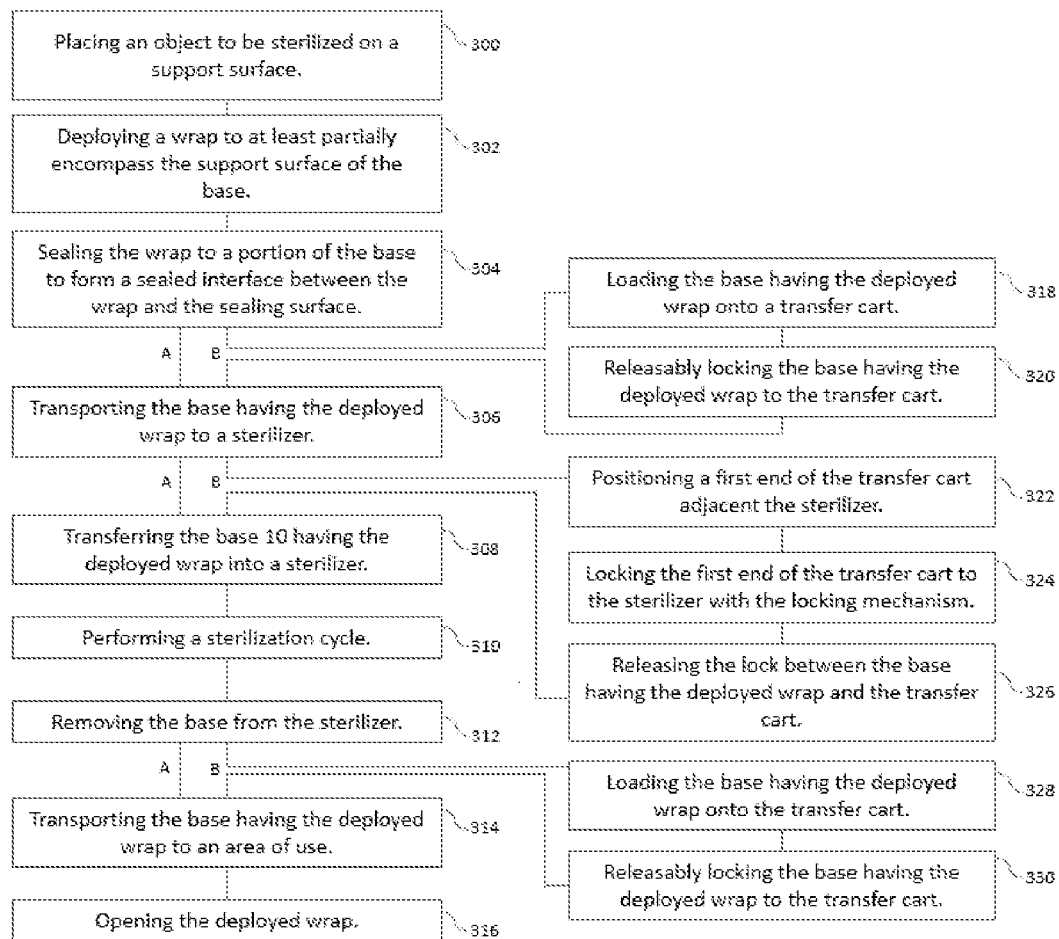 Placing an object to be sterilized on a
support surface.
300
Deploying a wrap to at least partially
encompass the support surface of the
base.
302
Sealing the wrap to a portion of the base
to form a sealed interface between the
wrap and the sealing surface.
304
A B
Loading the base having the deployed
wrap onto a transfer cart.
318
Releasably locking the base having the
deployed wrap to the transfer cart.
320
Transporting the base having the deployed
wrap to a sterilizer.
306
A B
Positioning a first end of the transfer cart
adjacent the sterilizer.
322
Locking the first end of the transfer cart to
the sterilizer with the locking mechanism.
324
Releasing the lock between the base
having the deployed wrap and the transfer
cart.
326
Transferring the base 10 having the
deployed wrap into a sterilizer.
308
Performing a sterilization cycle.
310
Removing the base from the sterilizer.
312
A B
Loading the base having the deployed
wrap onto the transfer cart.
328
Releasably locking the base having the
deployed wrap to the transfer cart.
330
Transporting the base having the deployed
wrap to an area of use.
314
Opening the deployed wrap.
316